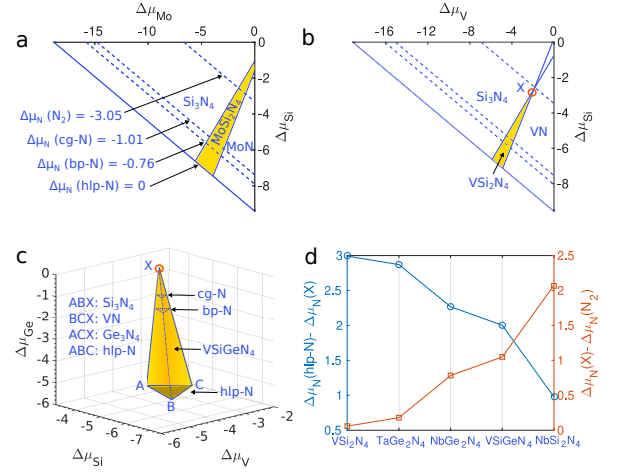 a
Δμ_Mo
−15 −10 −5 0
0
−2
−4
−6
−8
Δμ_Si
Si₃N₄
MoSi₂N₄
MoN
Δμ_N (N₂) = −3.05
Δμ_N (cg-N) = −1.01
Δμ_N (bp-N) = −0.76
Δμ_N (hlp-N) = 0
b
Δμ_V
−16 −12 −8 −4 0
0
−2
−4
−6
−8
Δμ_Si
X
Si₃N₄
VN
VSi₂N₄
c
X
0
−1
−2
−3
−4
−5
−6
Δμ_Ge
ABX: Si₃N₄
BCX: VN
ACX: Ge₃N₄
ABC: hlp-N
cg-N
bp-N
VSiGeN₄
hlp-N
A
C
B
−4 −5 −6 −7
Δμ_Si
−6 −5 −4 −3 −2
Δμ_V
d
3
2.5
2
1.5
1
0.5
Δμ_N(hlp-N)- Δμ_N(X)
2.5
2
1.5
1
0.5
0
Δμ_N(X)-Δμ_N(N₂)
VSi₂N₄ TaGe₂N₄ NbGe₂N₄ VSiGeN₄ NbSi₂N₄